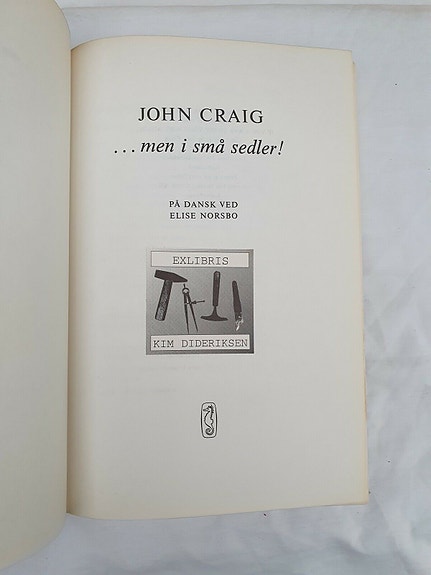 JOHN CRAIG
...men i små sedler!
PÅ DANSK VED
ELISE NORSBO
EXLIBRIS
KIM DIDERIKSEN